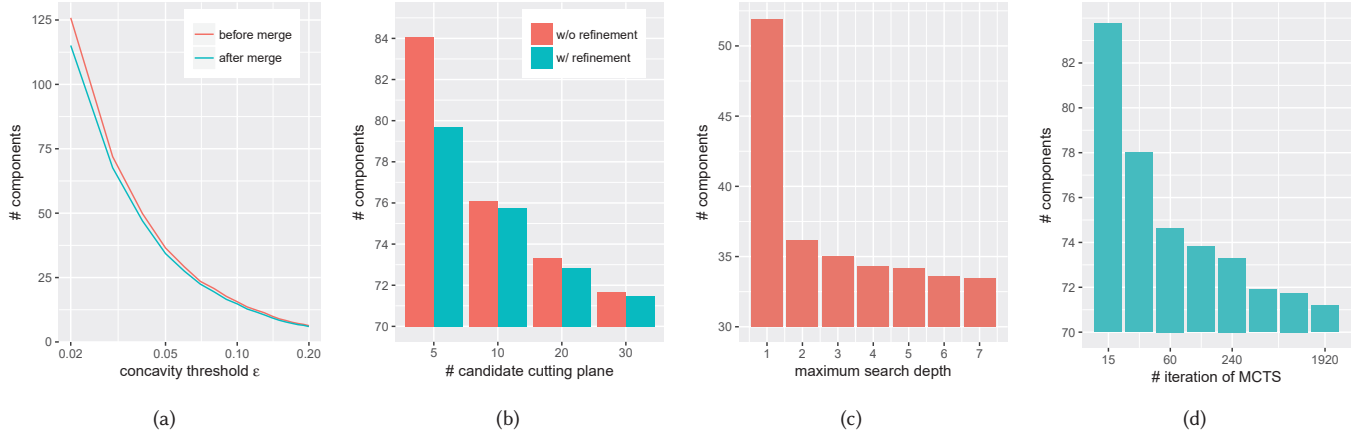 # components
125
100
75
50
25
0
before merge
after merge
0.02
0.05
0.10
0.20
concavity threshold ε
(a)
# components
84
82
80
78
76
74
72
70
w/o refinement
w/ refinement
5
10
20
30
# candidate cutting plane
(b)
# components
50
45
40
35
30
1
2
3
4
5
6
7
maximum search depth
(c)
# components
82
80
78
76
74
72
70
15
60
240
1920
# iteration of MCTS
(d)